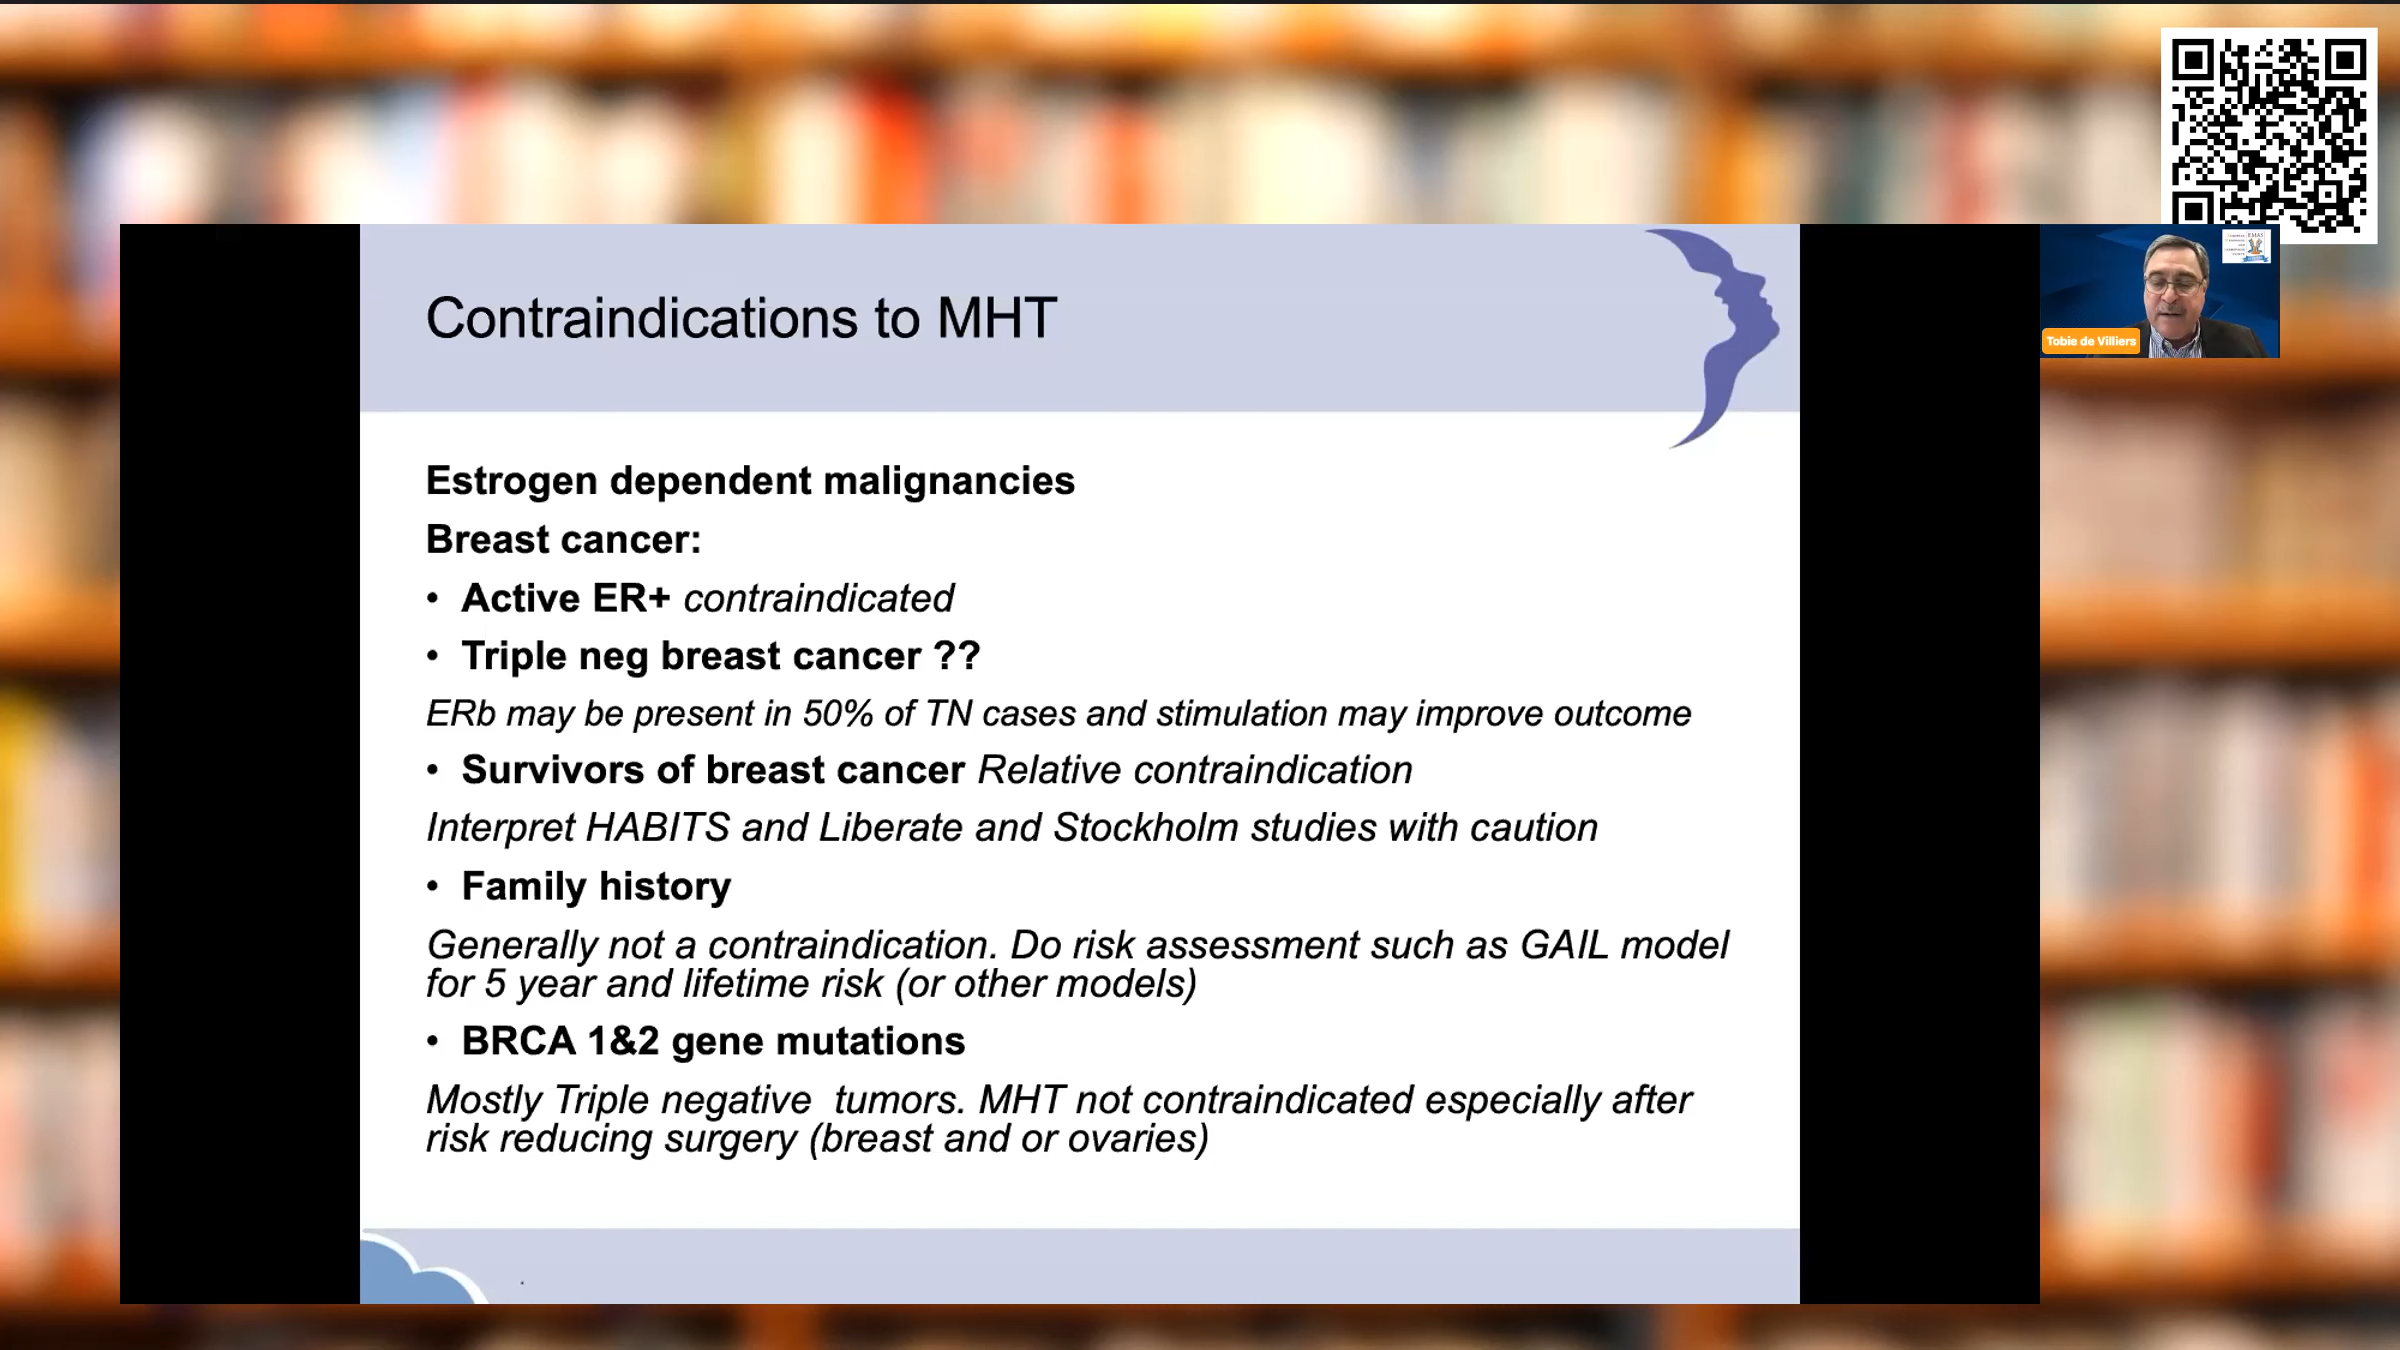 Contraindications to MHT
Estrogen dependent malignancies
Breast cancer:
• Active ER+ contraindicated
• Triple neg breast cancer ??
ERb may be present in 50% of TN cases and stimulation may improve outcome
• Survivors of breast cancer Relative contraindication
Interpret HABITS and Liberate and Stockholm studies with caution
• Family history
Generally not a contraindication. Do risk assessment such as GAIL model
for 5 year and lifetime risk (or other models)
• BRCA 1&2 gene mutations
Mostly Triple negative  tumors. MHT not contraindicated especially after
risk reducing surgery (breast and or ovaries)
EMAS
Tobie de Villiers